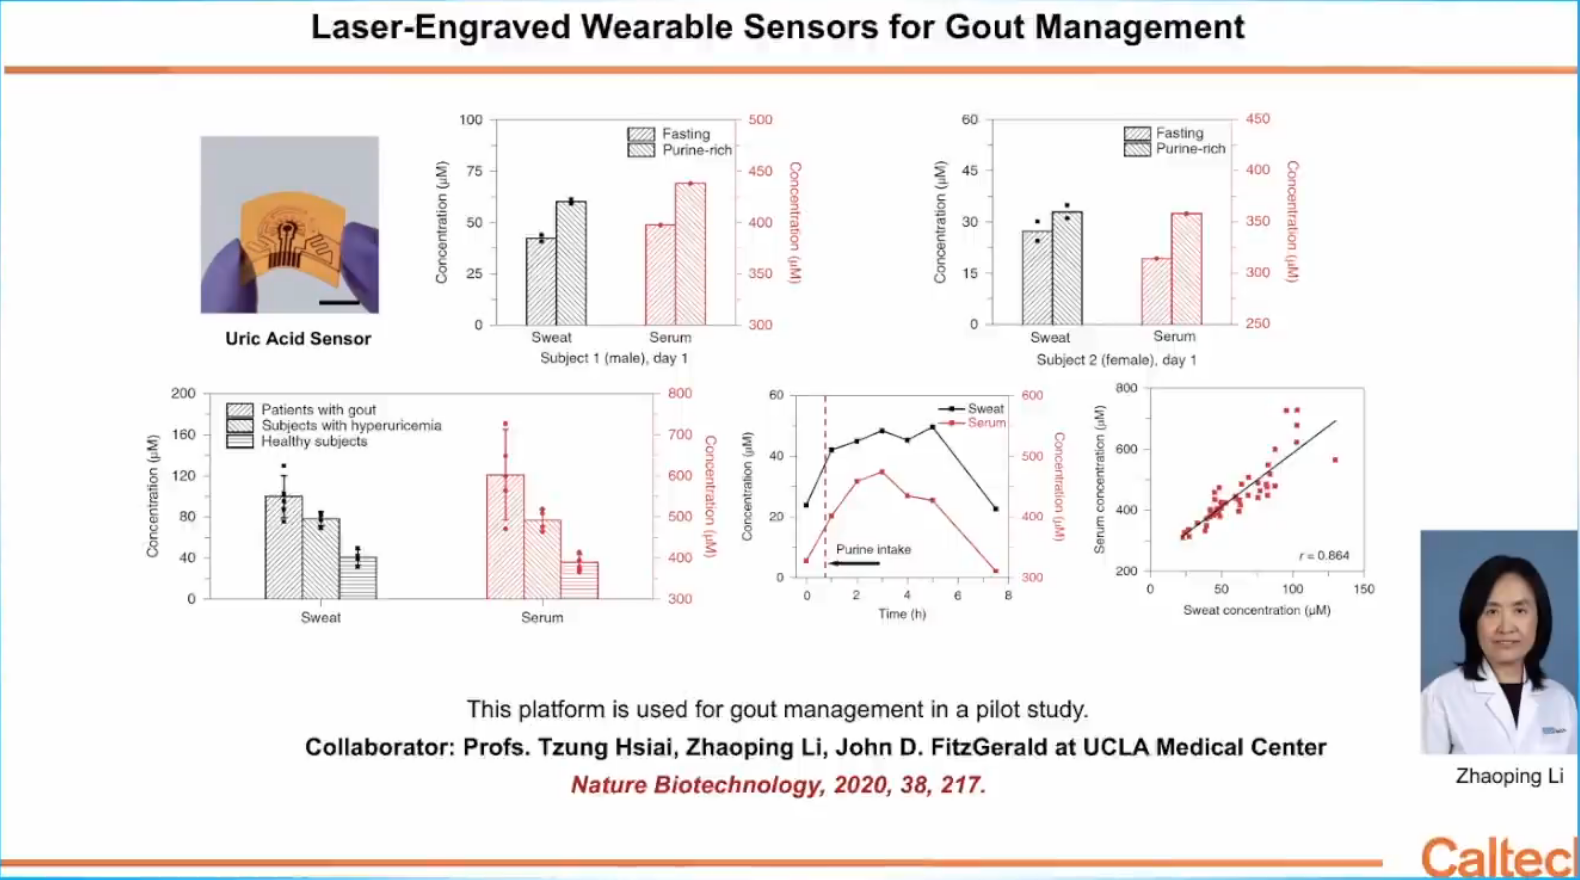 Laser-Engraved Wearable Sensors for Gout Management
Uric Acid Sensor
100
75
50
25
0
Concentration (μM)
Fasting
Purine-rich
500
450
400
350
300
Concentration (μM)
Sweat
Serum
Subject 1 (male), day 1
60
45
30
15
0
Concentration (μM)
Fasting
Purine-rich
450
400
350
300
250
Concentration (μM)
Sweat
Serum
Subject 2 (female), day 1
200
160
120
80
40
0
Concentration (μM)
Patients with gout
Subjects with hyperuricemia
Healthy subjects
800
700
600
500
400
300
Concentration (μM)
Sweat
Serum
60
40
20
0
Concentration (μM)
Sweat
Serum
Purine intake
600
500
400
300
Concentration (μM)
0
2
4
6
8
Time (h)
800
600
400
200
Serum concentration (μM)
r = 0.864
0
50
100
150
Sweat concentration (μM)
This platform is used for gout management in a pilot study.
Collaborator: Profs. Tzung Hsiai, Zhaoping Li, John D. FitzGerald at UCLA Medical Center
Nature Biotechnology, 2020, 38, 217.
Zhaoping Li
Caltech